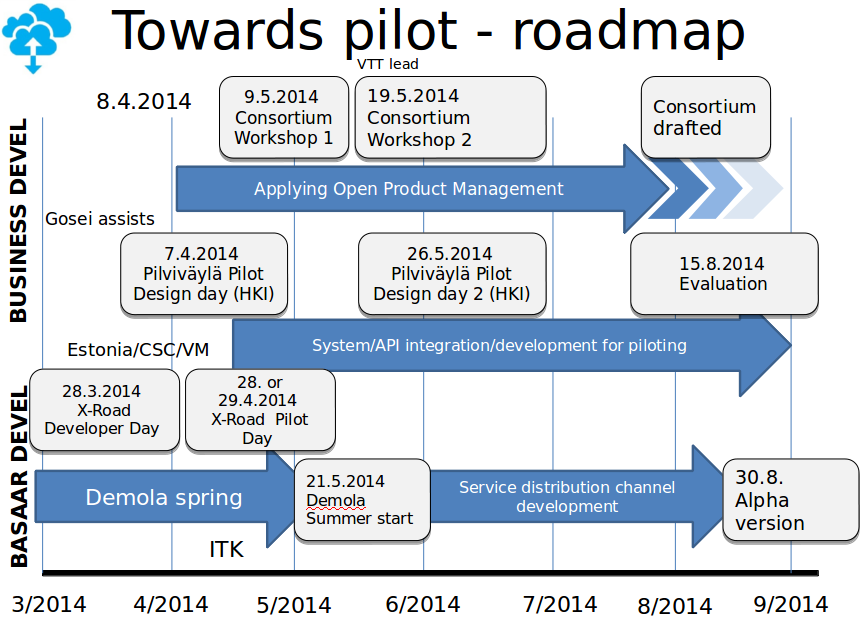 Towards pilot - roadmap
VTT lead
8.4.2014
9.5.2014
Consortium
Workshop 1
19.5.2014
Consortium
Workshop 2
Consortium
drafted
BUSINESS DEVEL
Applying Open Product Management
Gosei assists
7.4.2014
Pilviväylä Pilot
Design day (HKI)
26.5.2014
Pilviväylä Pilot
Design day 2 (HKI)
15.8.2014
Evaluation
Estonia/CSC/VM
System/API integration/development for piloting
BASAAR DEVEL
28.3.2014
X-Road
Developer Day
28. or
29.4.2014
X-Road Pilot
Day
Demola spring
21.5.2014
Demola
Summer start
Service distribution channel
development
30.8.
Alpha
version
ITK
3/2014 4/2014 5/2014 6/2014 7/2014 8/2014 9/2014